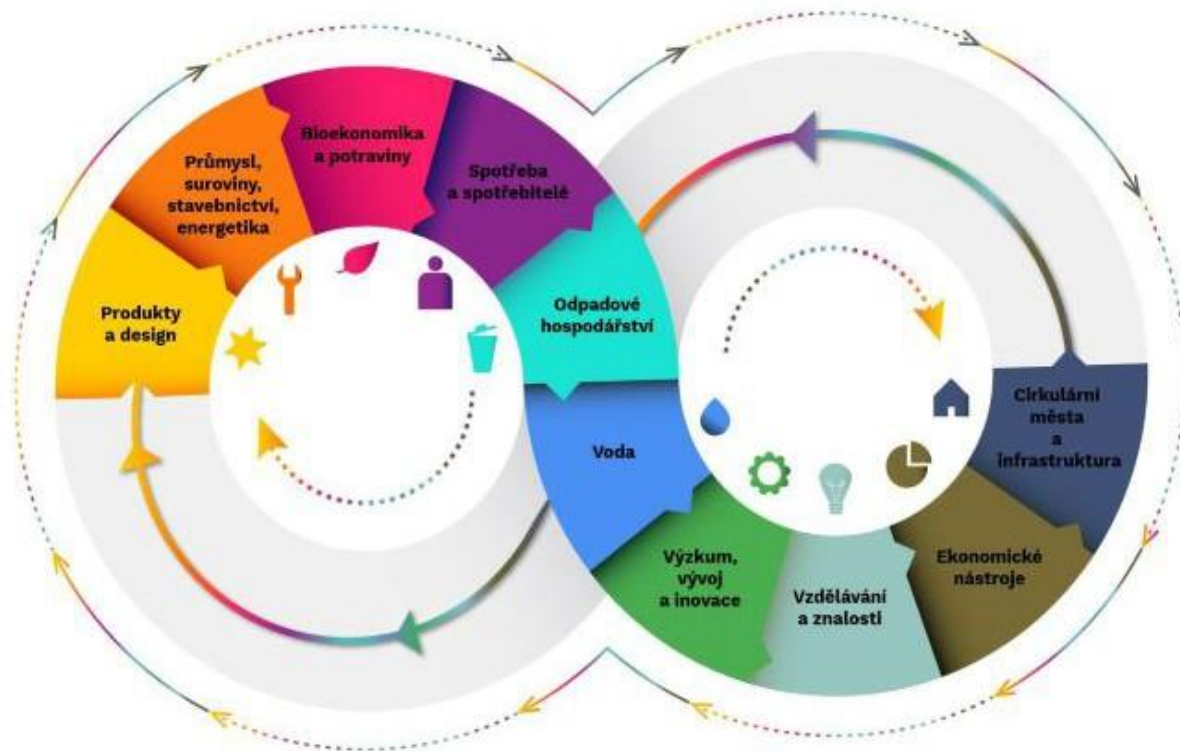 Produkty
a design
Průmysl,
suroviny,
stavebnictví,
energetika
Bioekonomika
a potraviny
Spotřeba
a spotřebitelé
Odpadové
hospodářství
Voda
Výzkum,
vývoj
a inovace
Vzdělávání
a znalosti
Ekonomické
nástroje
Cirkulární
města
a
infrastruktura